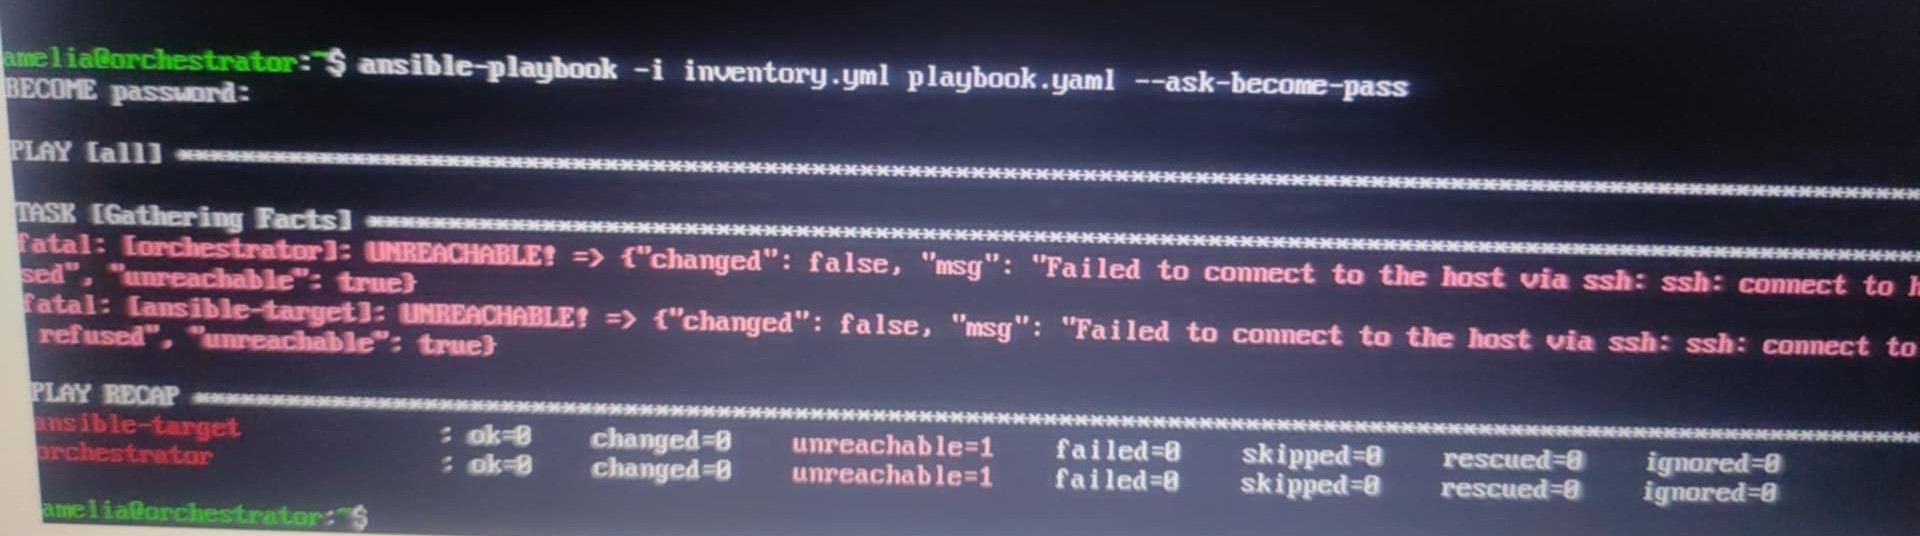 amelia@orchestrator:~$ ansible-playbook -i inventory.yml playbook.yaml --ask-become-pass
BECOME password:
PLAY [all] ****************************************************************************************************
TASK [Gathering Facts] ****************************************************************************************
fatal: [orchestrator]: UNREACHABLE! => {"changed": false, "msg": "Failed to connect to the host via ssh: ssh: connect to h
sed", "unreachable": true}
fatal: [ansible-target]: UNREACHABLE! => {"changed": false, "msg": "Failed to connect to the host via ssh: ssh: connect to
refused", "unreachable": true}
PLAY RECAP ****************************************************************************************************
ansible-target : ok=0 changed=0 unreachable=1 failed=0 skipped=0 rescued=0 ignored=0
orchestrator : ok=0 changed=0 unreachable=1 failed=0 skipped=0 rescued=0 ignored=0
amelia@orchestrator:~$